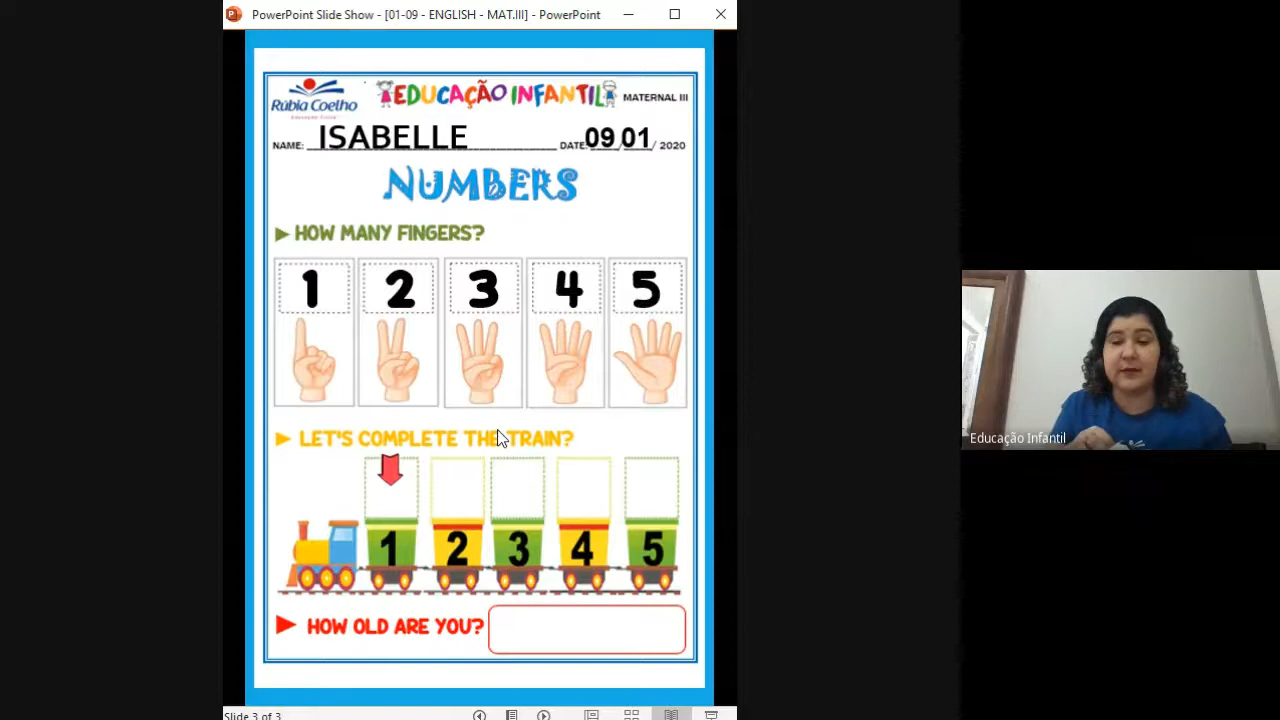 PowerPoint Slide Show - [01-09 - ENGLISH - MAT.III] - PowerPoint
Rúbia Coelho
EDUCAÇÃO INFANTIL
MATERNAL III
NAME: ISABELLE DATE: 09/01/ 2020
NUMBERS
HOW MANY FINGERS?
1 2 3 4 5
LET'S COMPLETE THE TRAIN?
1 2 3 4 5
HOW OLD ARE YOU?
Slide 3 of 3
Educação Infantil